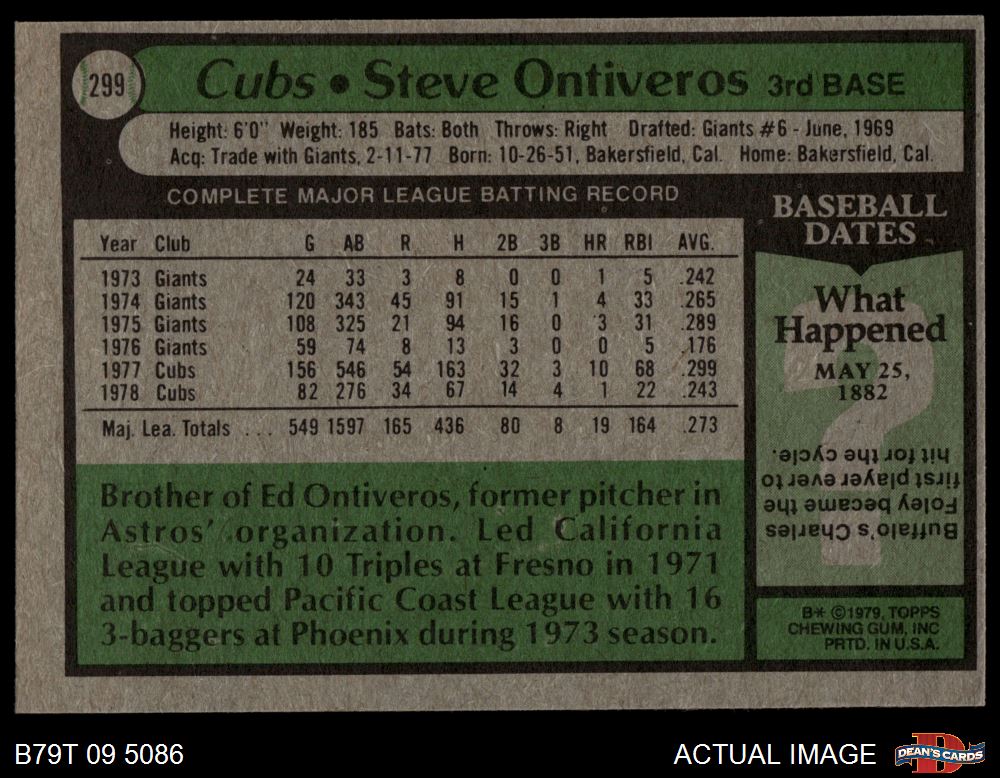 299
Cubs • Steve Ontiveros 3rd BASE
Height: 6'0" Weight: 185 Bats: Both Throws: Right Drafted: Giants #6 - June, 1969
Acq: Trade with Giants, 2-11-77 Born: 10-26-51, Bakersfield, Cal. Home: Bakersfield, Cal.
COMPLETE MAJOR LEAGUE BATTING RECORD
Year Club G AB R H 2B 3B HR RBI AVG.
1973 Giants 24 33 3 8 0 0 1 5 .242
1974 Giants 120 343 45 91 15 1 4 33 .265
1975 Giants 108 325 21 94 16 0 3 31 .289
1976 Giants 59 74 8 13 3 0 0 5 .176
1977 Cubs 156 546 54 163 32 3 10 68 .299
1978 Cubs 82 276 34 67 14 4 1 22 .243
Maj. Lea. Totals ... 549 1597 165 436 80 8 19 164 .273
Brother of Ed Ontiveros, former pitcher in
Astros' organization. Led California
League with 10 Triples at Fresno in 1971
and topped Pacific Coast League with 16
3-baggers at Phoenix during 1973 season.
BASEBALL
DATES
What
Happened
MAY 25,
1882
?
Buffalo's Charles
Foley became the
first player ever to
hit for the cycle.
B* ©1979, TOPPS
CHEWING GUM, INC
PRTD. IN U.S.A.
B79T 09 5086
ACTUAL IMAGE
DEAN'S CARDS